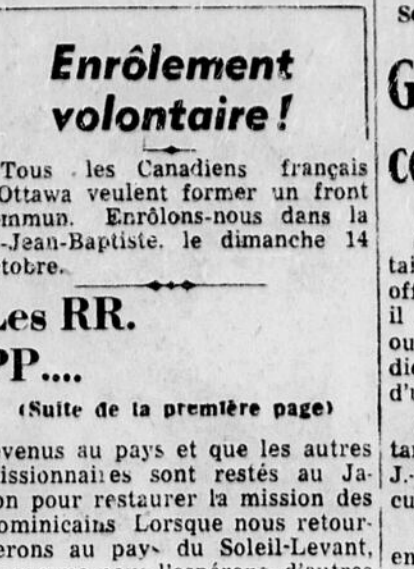 Enrôlement
volontaire !
Tous les Canadiens français
Ottawa veulent former un front
mmun. Enrôlons-nous dans la
-Jean-Baptiste. le dimanche 14
tobre.
Les RR.
PP....
(Suite de la première page)
venus au pays et que les autres
issionnaires sont restés au Ja-
on pour restaurer la mission des
ominicains Lorsque nous retour-
erons au pays du Soleil-Levant,
G
co
tai
off
il
ou
die
d'u
tar
J.-
cu
en